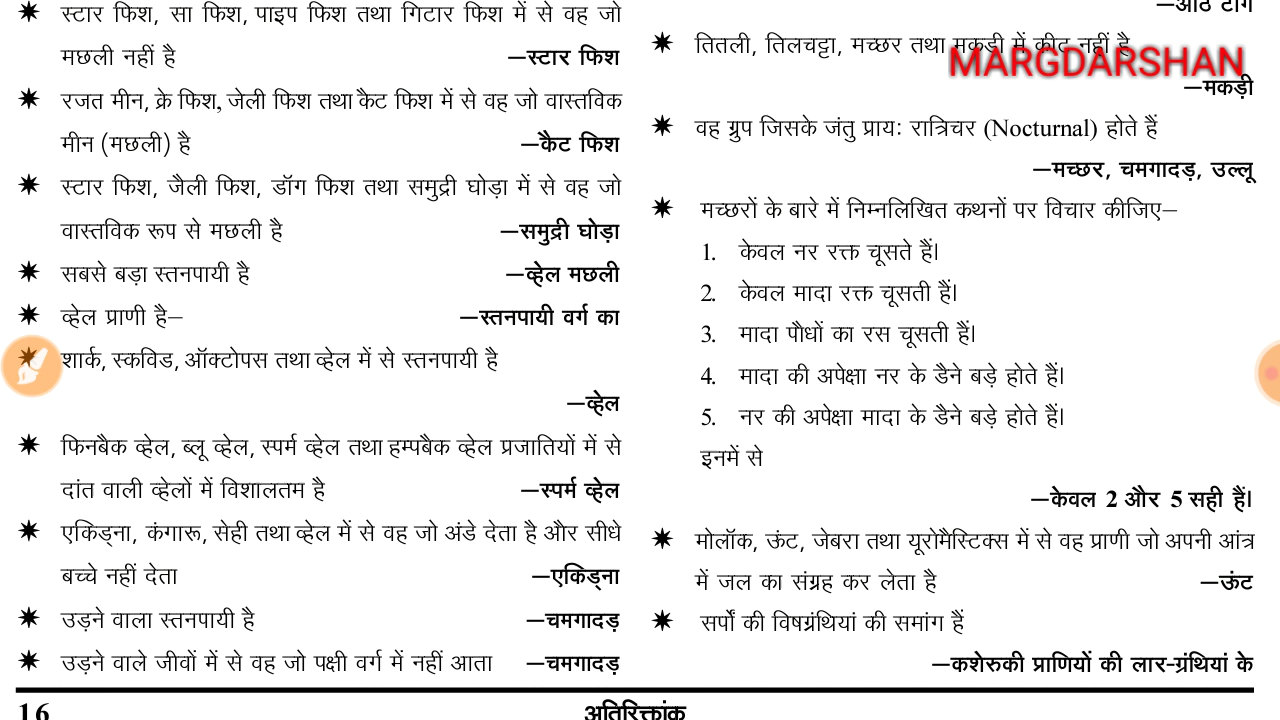 ✷ स्टार फिश, सा फिश, पाइप फिश तथा गिटार फिश में से वह जो
मछली नहीं है –स्टार फिश
✷ रजत मीन, क्रे फिश, जेली फिश तथा कैट फिश में से वह जो वास्तविक
मीन (मछली) है –कैट फिश
✷ स्टार फिश, जैली फिश, डॉग फिश तथा समुद्री घोड़ा में से वह जो
वास्तविक रूप से मछली है –समुद्री घोड़ा
✷ सबसे बड़ा स्तनपायी है –व्हेल मछली
✷ व्हेल प्राणी है– –स्तनपायी वर्ग का
✷ शार्क, स्कविड, ऑक्टोपस तथा व्हेल में से स्तनपायी है
–व्हेल
✷ फिनबैक व्हेल, ब्लू व्हेल, स्पर्म व्हेल तथा हम्पबैक व्हेल प्रजातियों में से
दांत वाली व्हेलों में विशालतम है –स्पर्म व्हेल
✷ एकिड्ना, कंगारू, सेही तथा व्हेल में से वह जो अंडे देता है और सीधे
बच्चे नहीं देता –एकिड्ना
✷ उड़ने वाला स्तनपायी है –चमगादड़
✷ उड़ने वाले जीवों में से वह जो पक्षी वर्ग में नहीं आता –चमगादड़
–आठ टांग
✷ तितली, तिलचट्टा, मच्छर तथा मकड़ी में कीट नहीं है
MARGDARSHAN
–मकड़ी
✷ वह ग्रुप जिसके जंतु प्रायः रात्रिचर (Nocturnal) होते हैं
–मच्छर, चमगादड़, उल्लू
✷ मच्छरों के बारे में निम्नलिखित कथनों पर विचार कीजिए–
1. केवल नर रक्त चूसते हैं।
2. केवल मादा रक्त चूसती हैं।
3. मादा पौधों का रस चूसती हैं।
4. मादा की अपेक्षा नर के डैने बड़े होते हैं।
5. नर की अपेक्षा मादा के डैने बड़े होते हैं।
इनमें से
–केवल 2 और 5 सही हैं।
✷ मोलॉक, ऊंट, जेबरा तथा यूरोमैस्टिक्स में से वह प्राणी जो अपनी आंत्र
में जल का संग्रह कर लेता है –ऊंट
✷ सर्पों की विषग्रंथियां की समांग हैं
–कशेरुकी प्राणियों की लार-ग्रंथियां के
16 अतिरिक्तांक